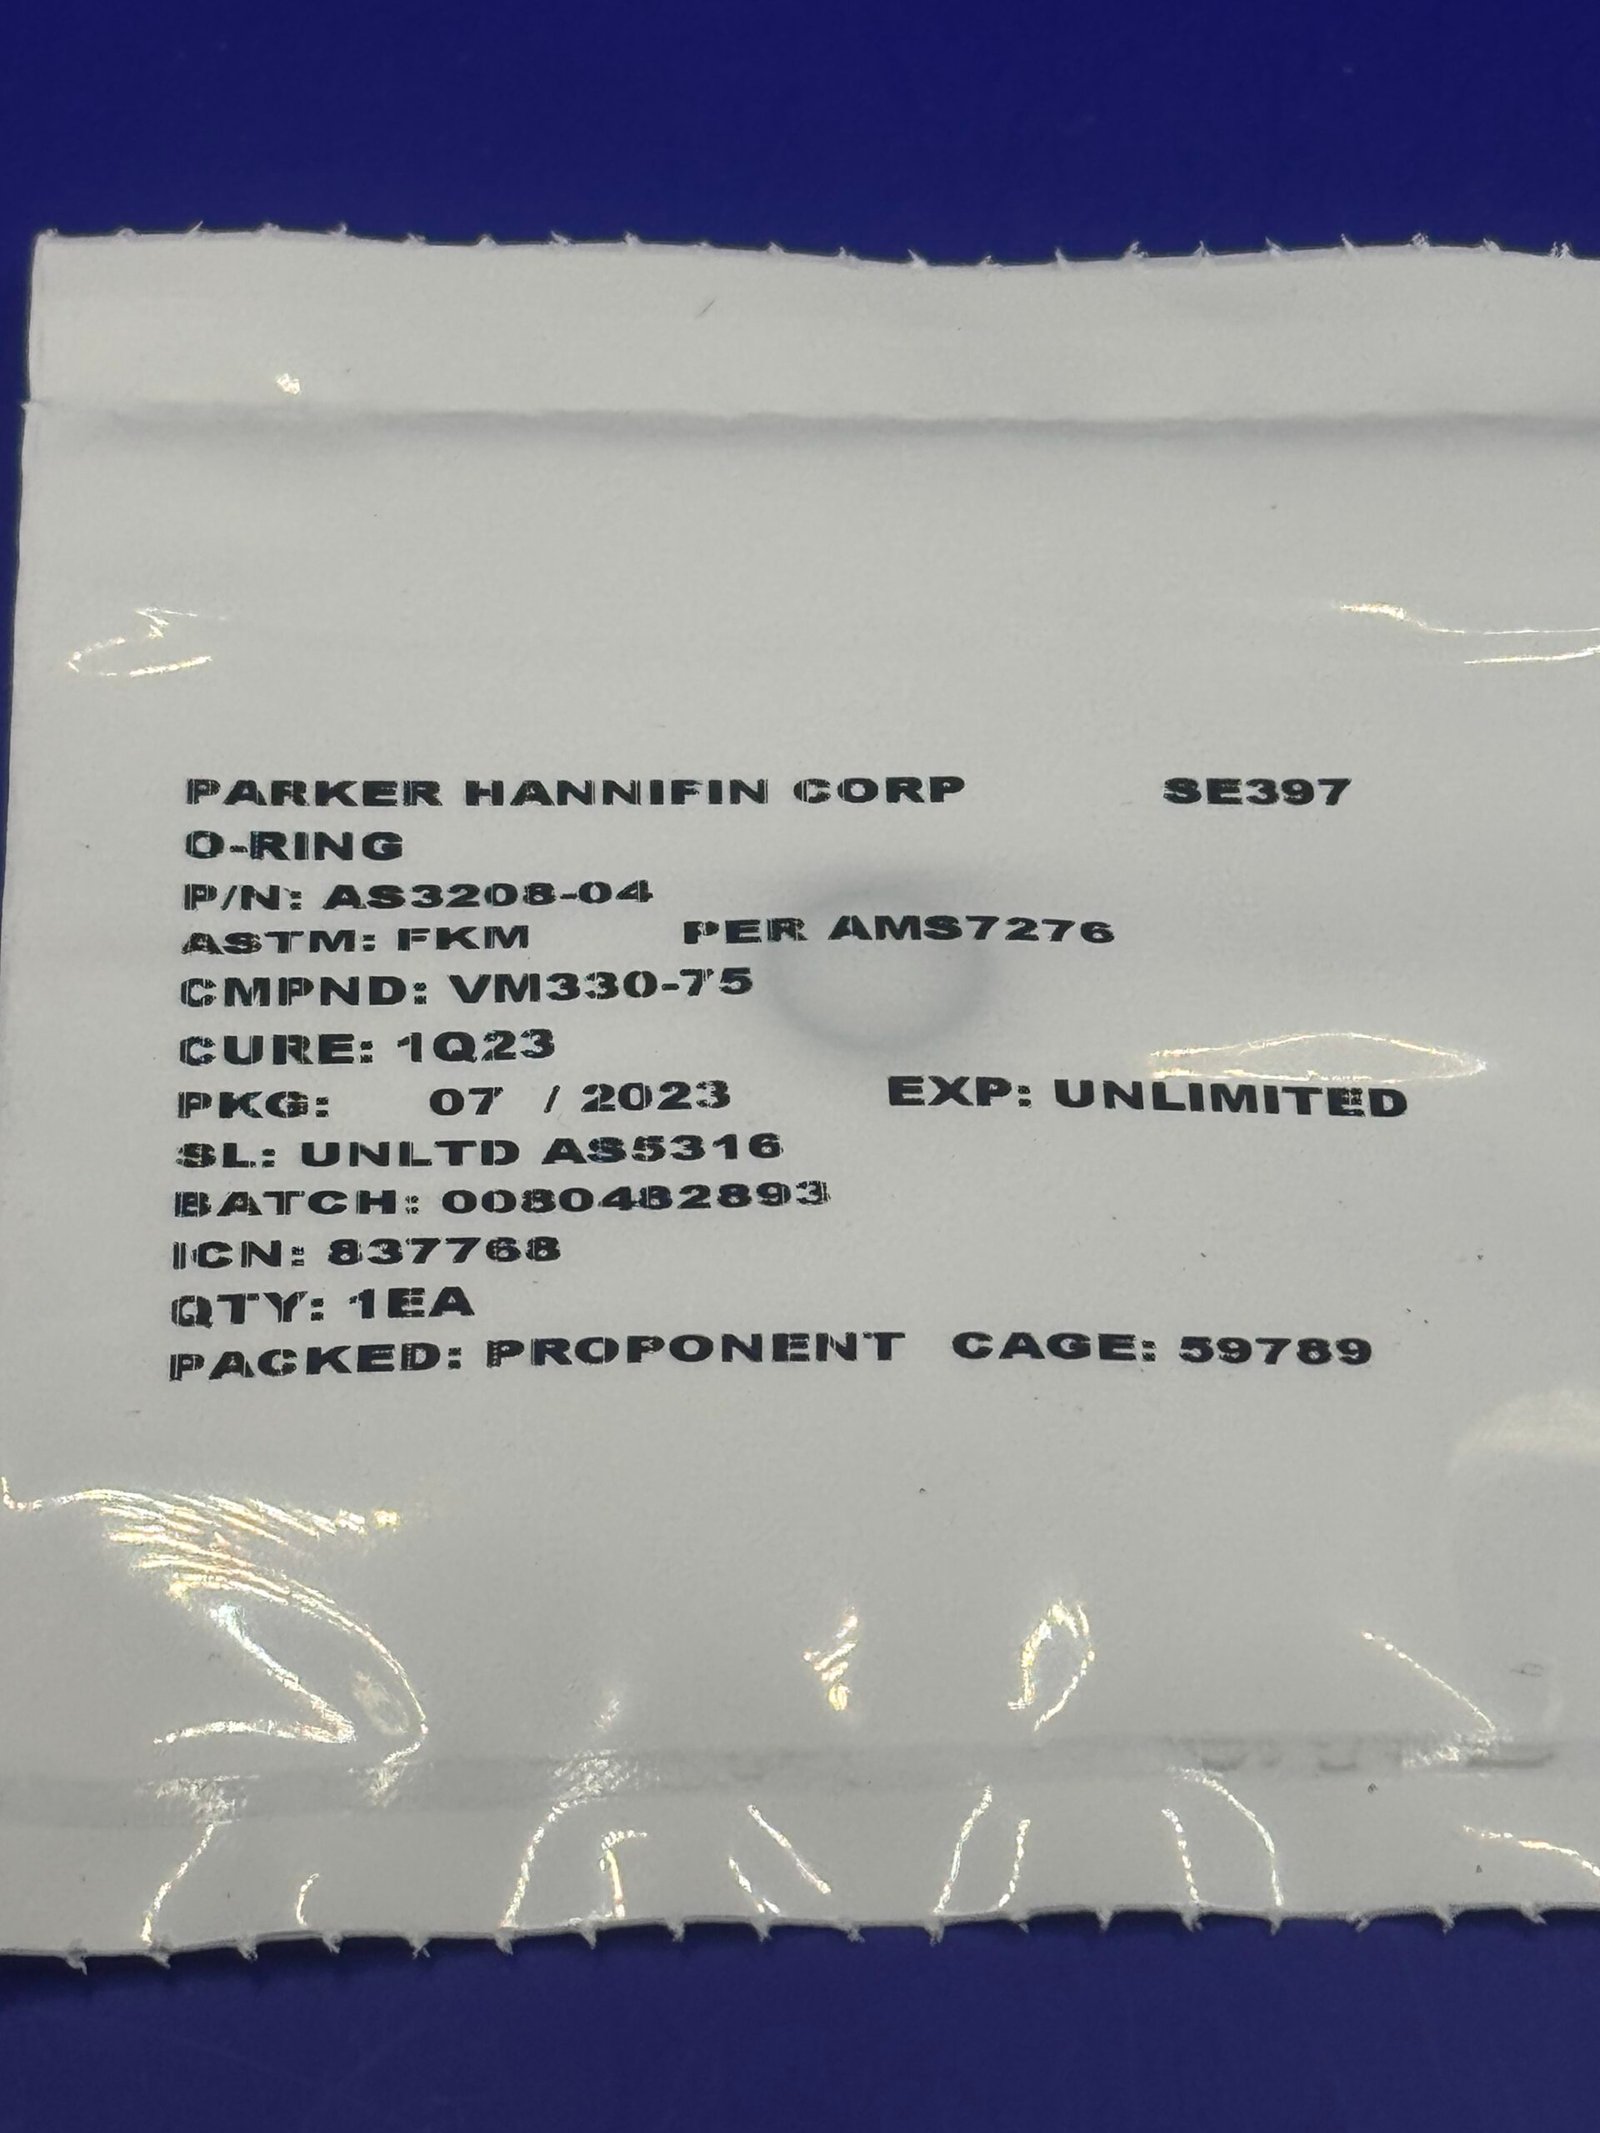 PARKER HANNIFIN CORP SE397
O-RING
P/N: AS3208-04
ASTM: FKM PER AMS7276
CMPND: VM330-75
CURE: 1Q23
PKG: 07 / 2023 EXP: UNLIMITED
SL: UNLTD AS5316
BATCH: 0080482893
ICN: 837768
QTY: 1EA
PACKED: PROPONENT CAGE: 59789